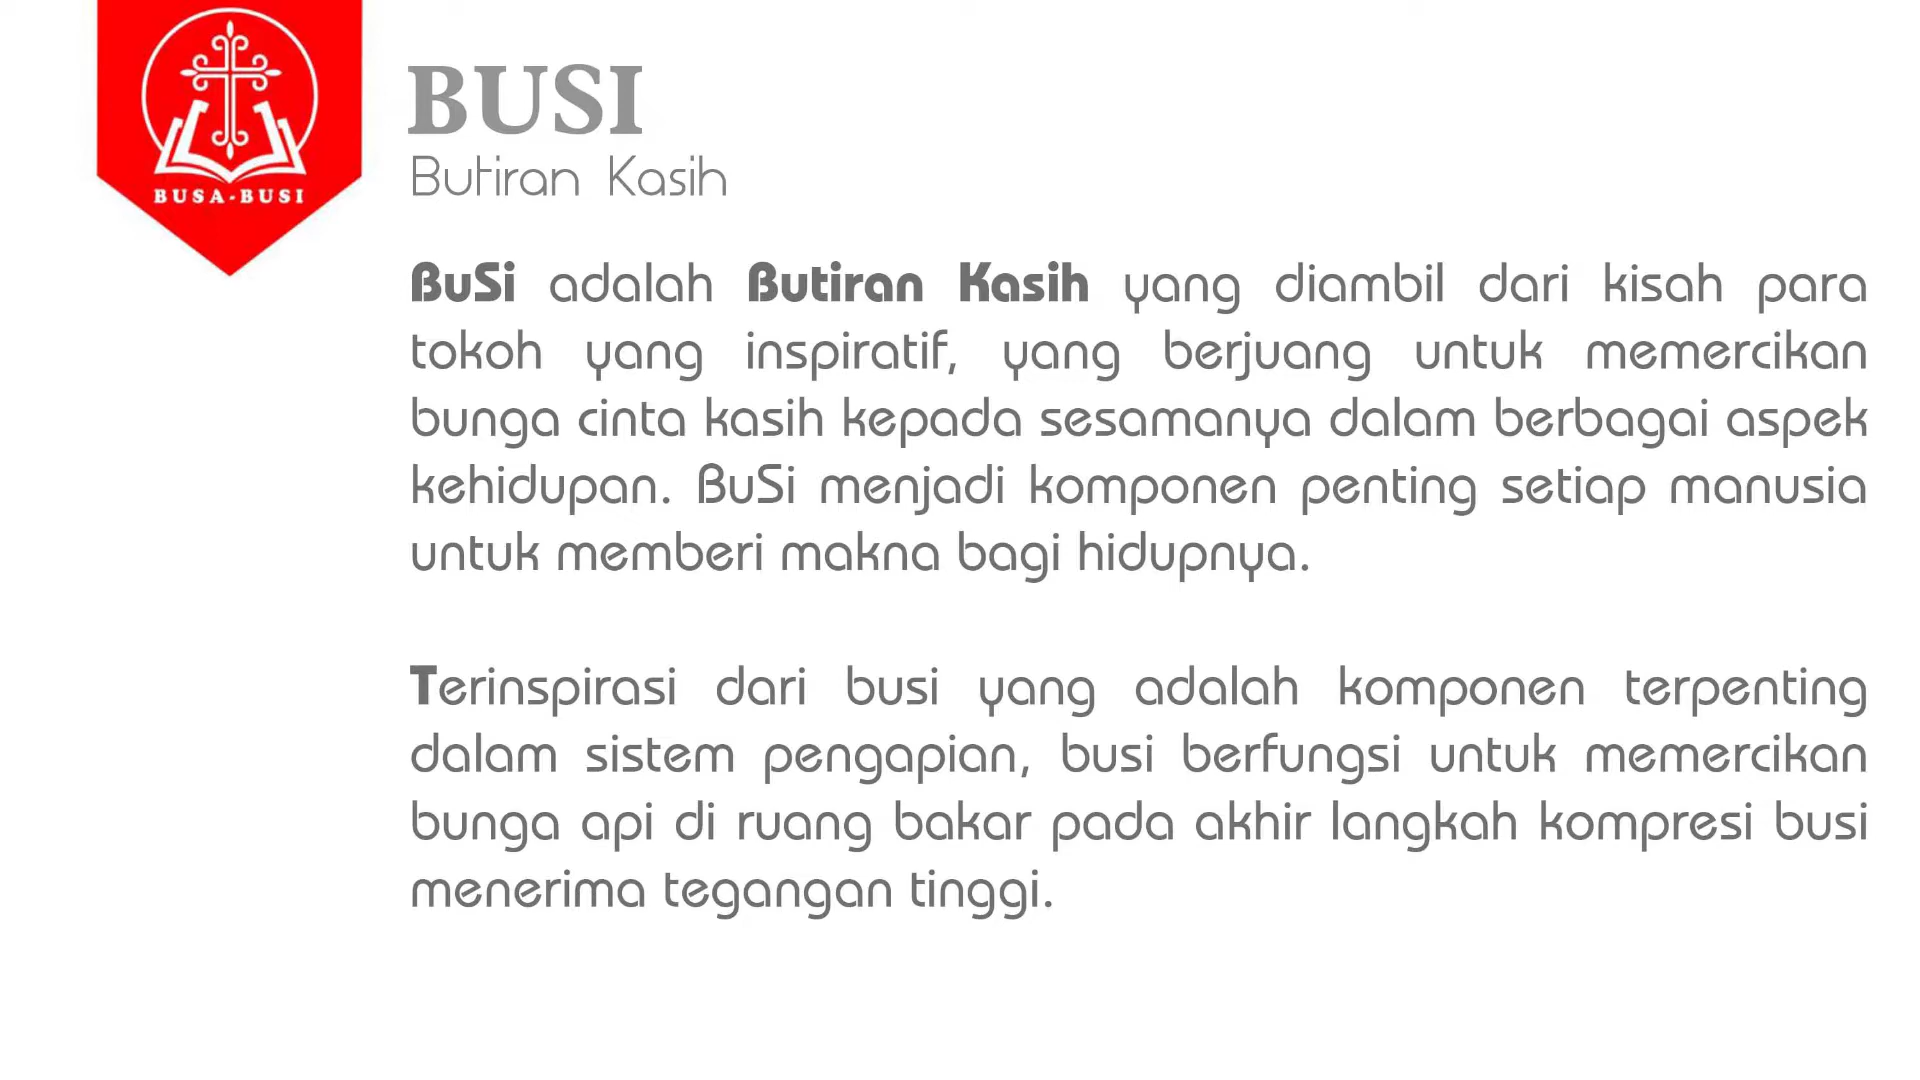 BUSA-BUSI
BUSI
Butiran Kasih
BuSi adalah Butiran Kasih yang diambil dari kisah para
tokoh yang inspiratif, yang berjuang untuk memercikan
bunga cinta kasih kepada sesamanya dalam berbagai aspek
kehidupan. BuSi menjadi komponen penting setiap manusia
untuk memberi makna bagi hidupnya.
Terinspirasi dari busi yang adalah komponen terpenting
dalam sistem pengapian, busi berfungsi untuk memercikan
bunga api di ruang bakar pada akhir langkah kompresi busi
menerima tegangan tinggi.